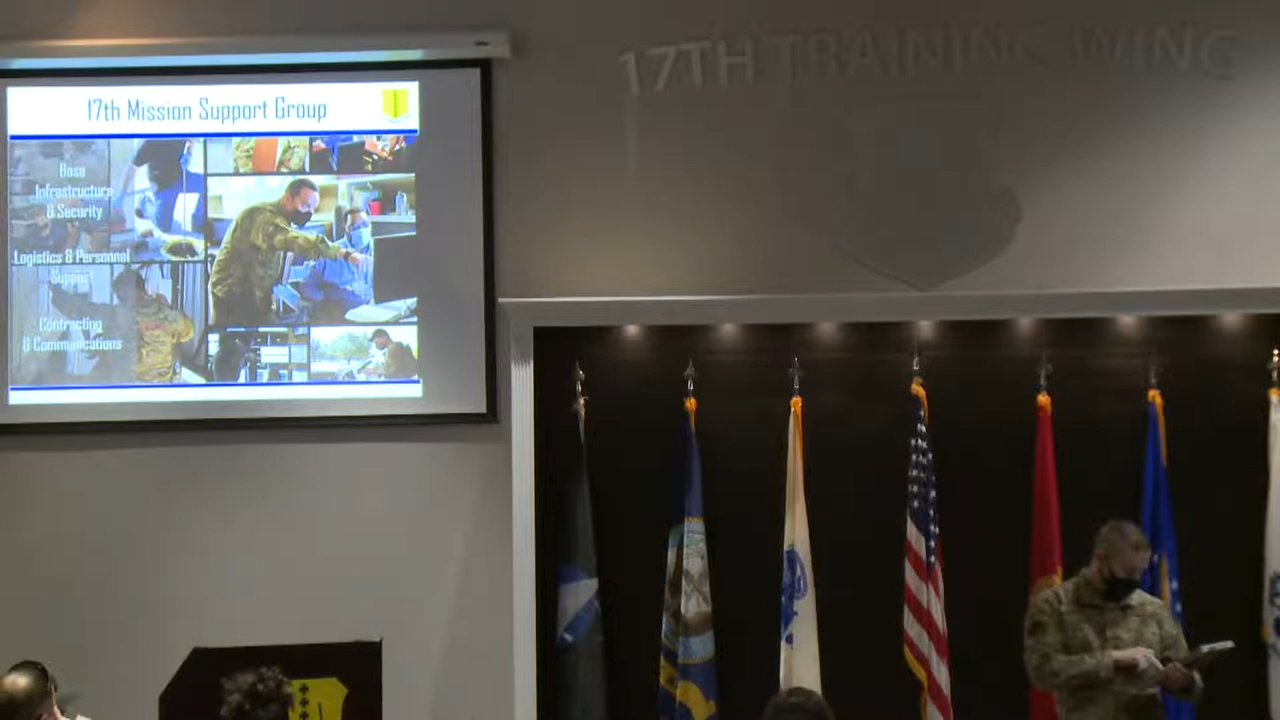 17TH TRAINING WING
17th Mission Support Group
Base
Infrastructure
& Security
Logistics & Personnel
Support
Contracting
& Communications